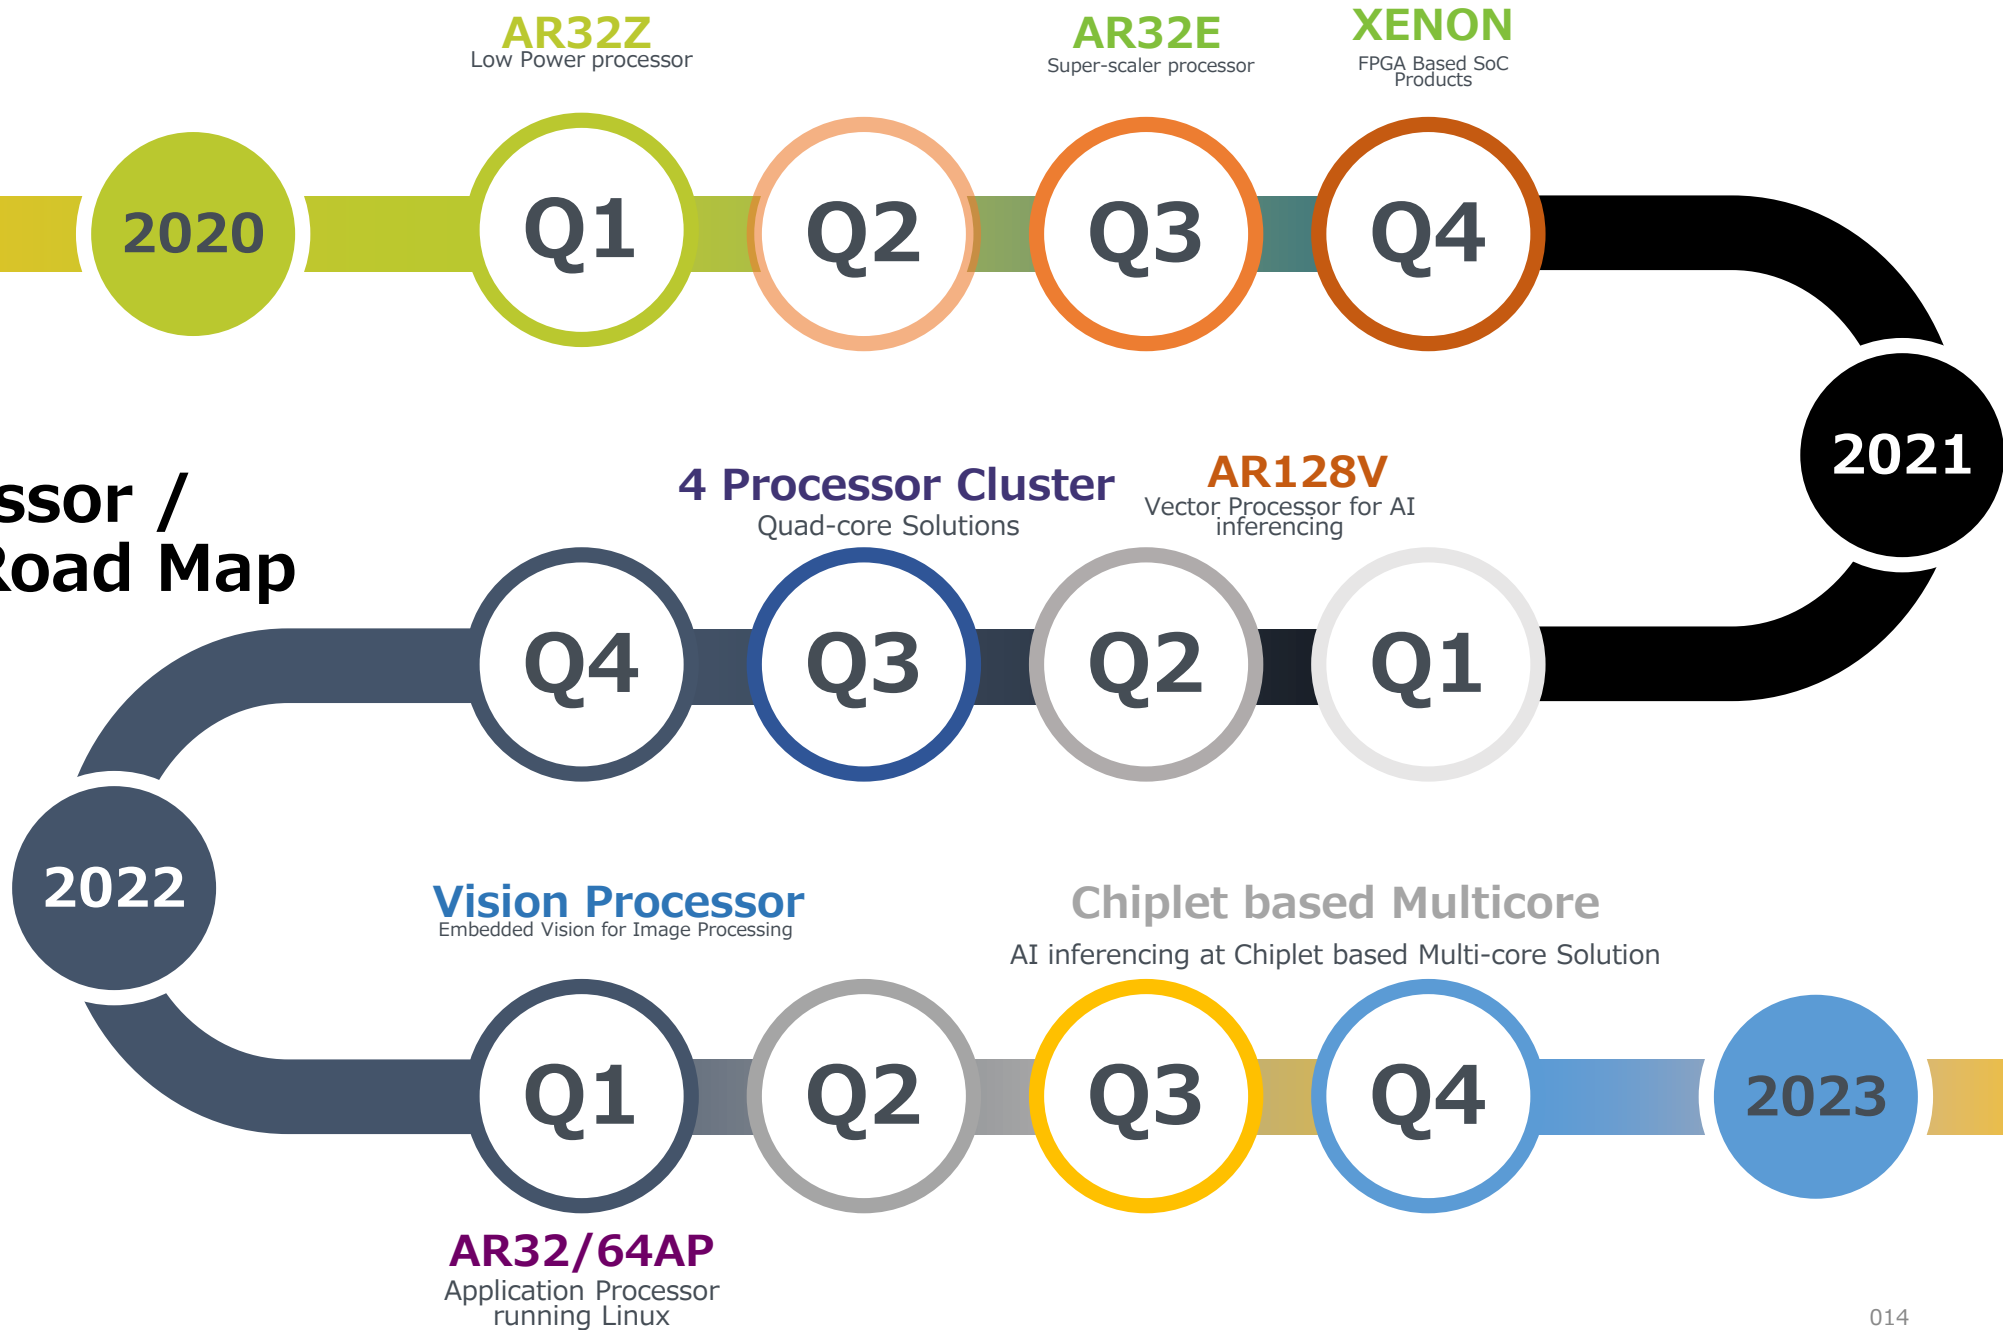 AR32Z
Low Power processor
AR32E
Super-scaler processor
XENON
FPGA Based SoC
Products
2020
Q1
Q2
Q3
Q4
2021
ssor /
Road Map
4 Processor Cluster
Quad-core Solutions
AR128V
Vector Processor for AI
inferencing
Q4
Q3
Q2
Q1
2022
Vision Processor
Embedded Vision for Image Processing
Chiplet based Multicore
AI inferencing at Chiplet based Multi-core Solution
Q1
Q2
Q3
Q4
2023
AR32/64AP
Application Processor
running Linux
014